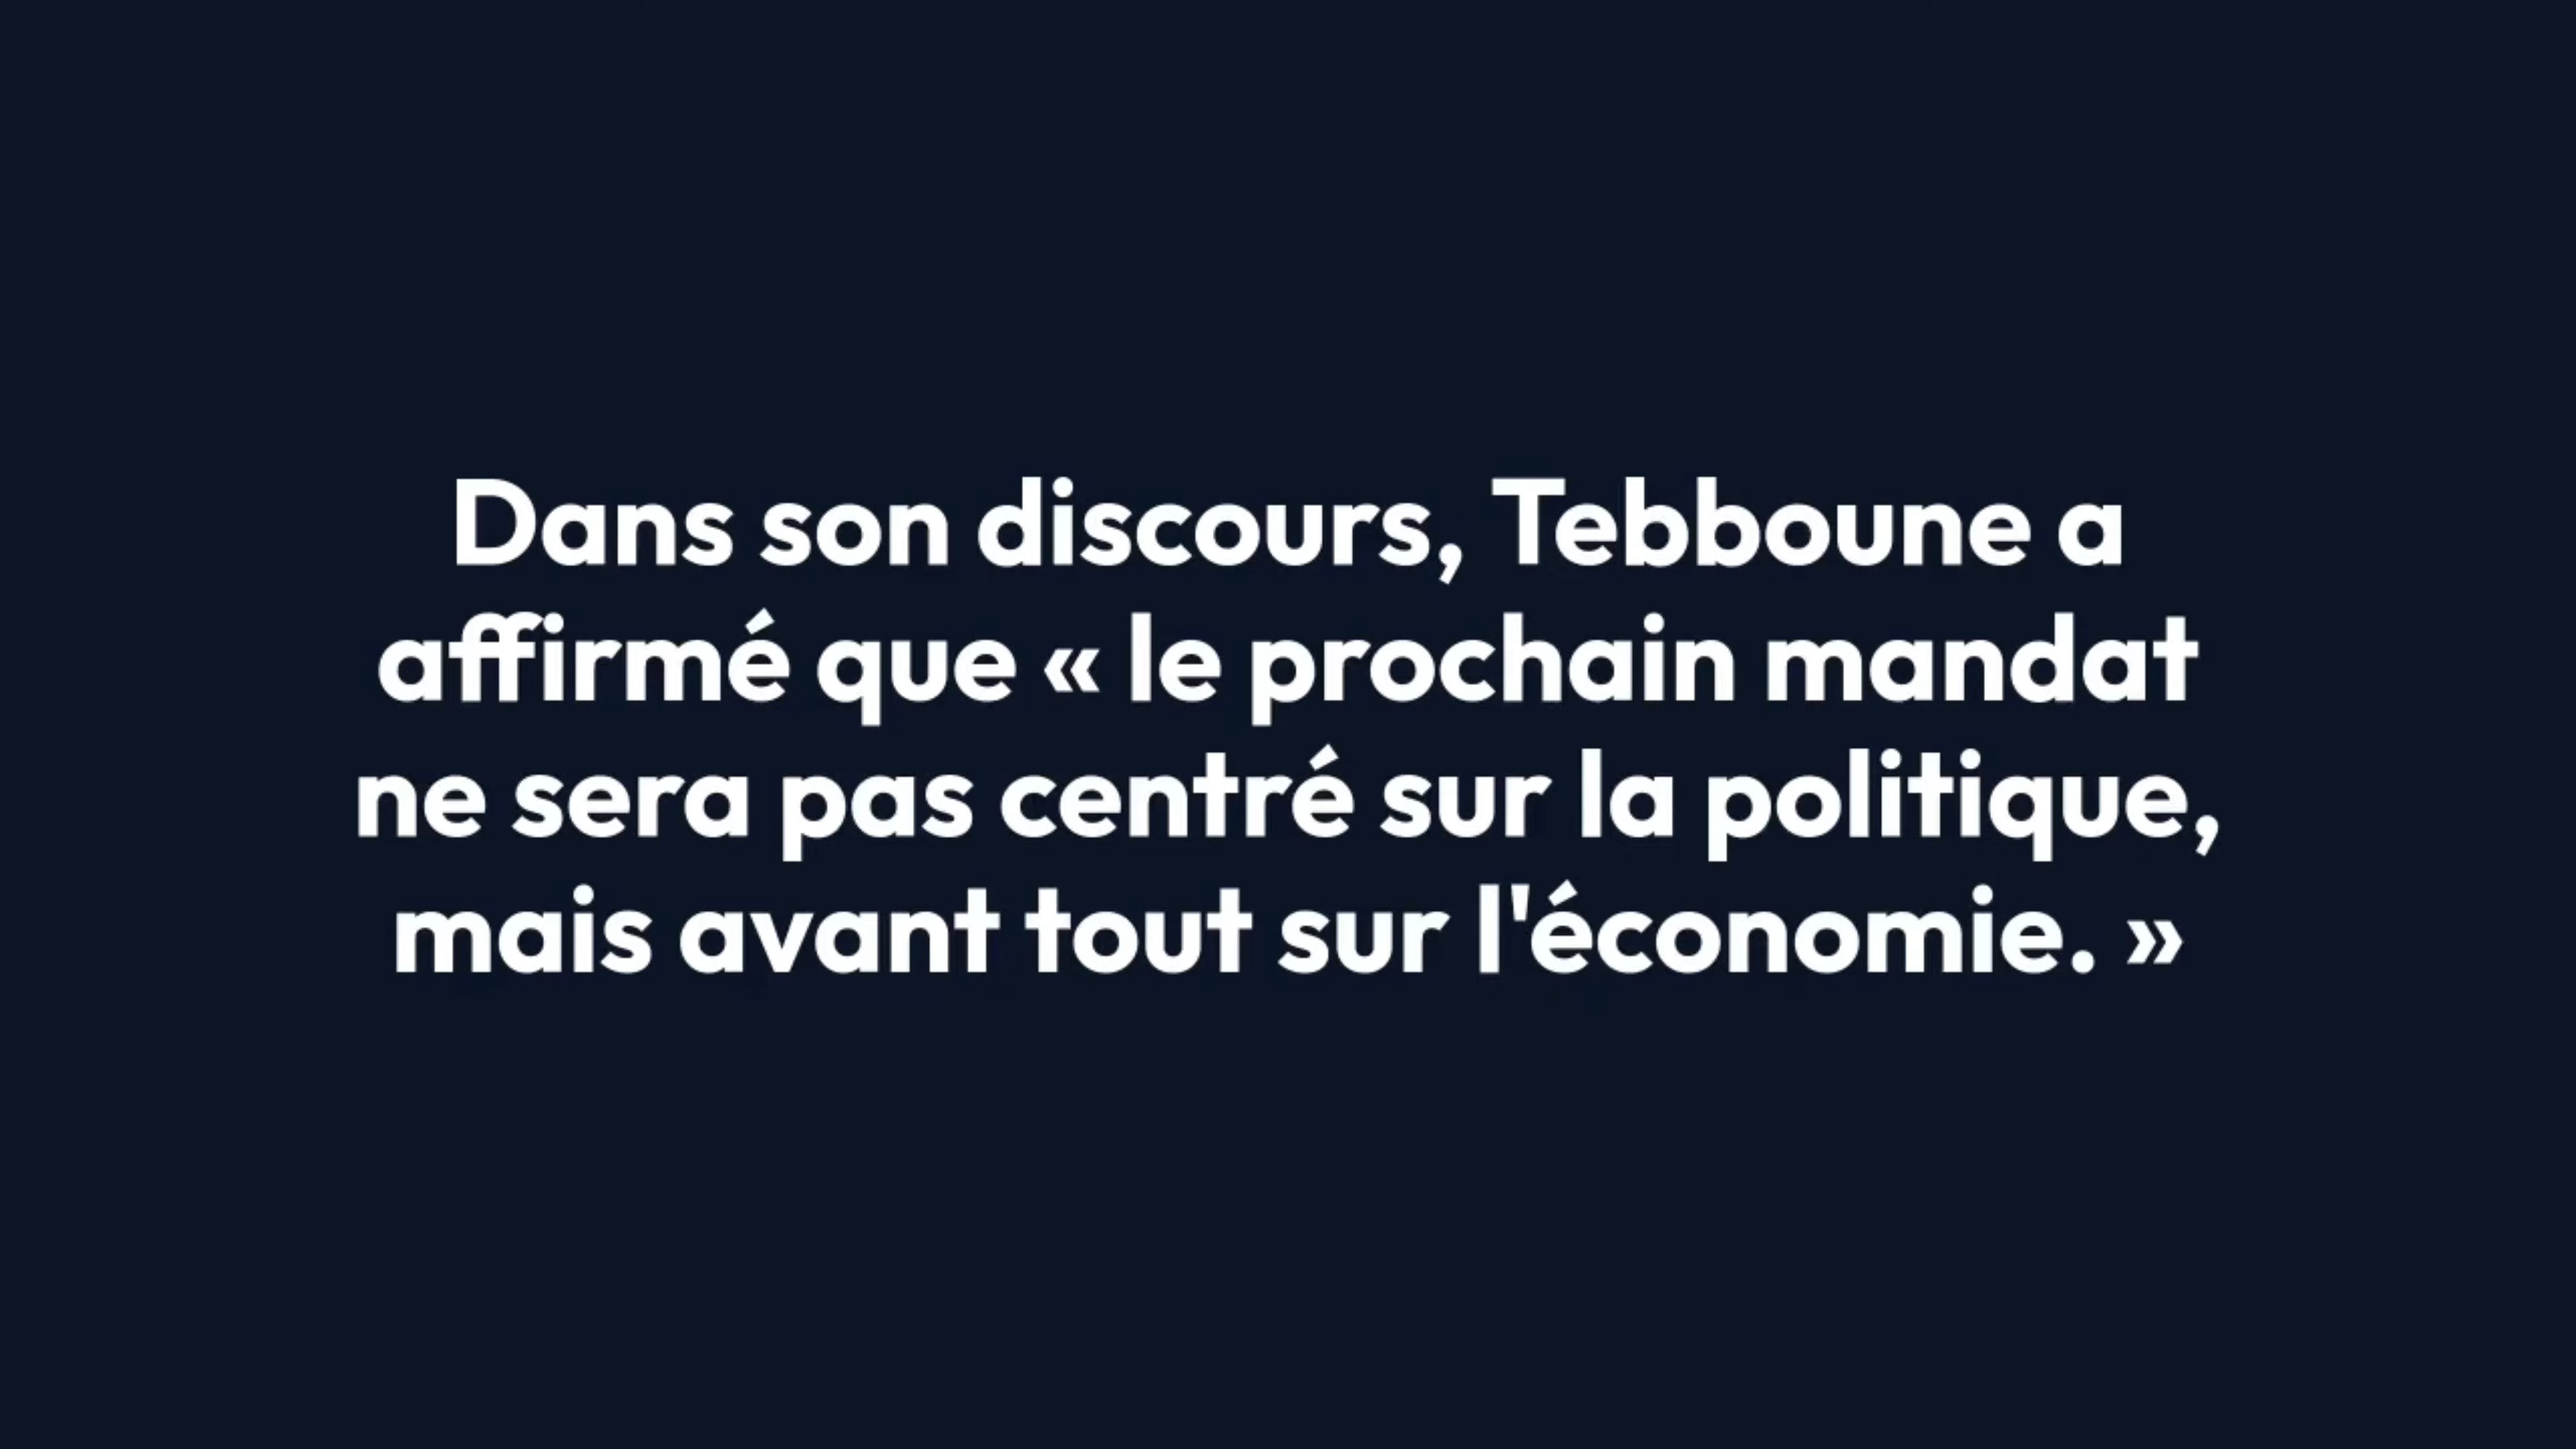 Dans son discours, Tebboune a
affirmé que « le prochain mandat
ne sera pas centré sur la politique,
mais avant tout sur l'économie. »